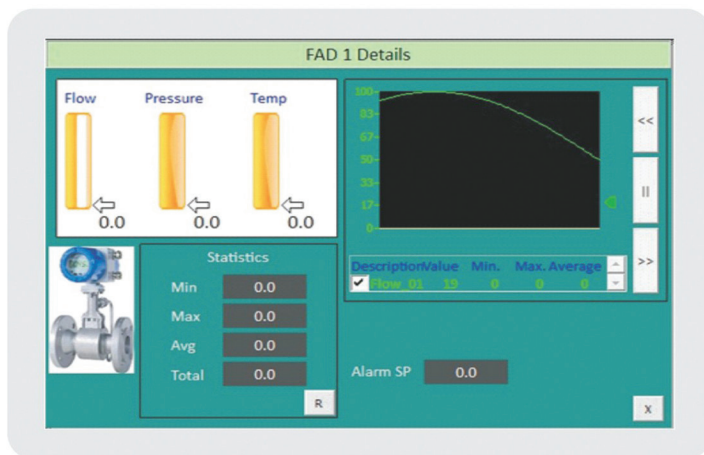 FAD 1 Details
Flow Pressure Temp
0.0 0.0 0.0
100
83
67
50
33
17
0
<<
II
>>
Description Value Min. Max. Average
Flow_01 19 0 0 0
Statistics
Min 0.0
Max 0.0
Avg 0.0
Total 0.0
R
Alarm SP 0.0
X